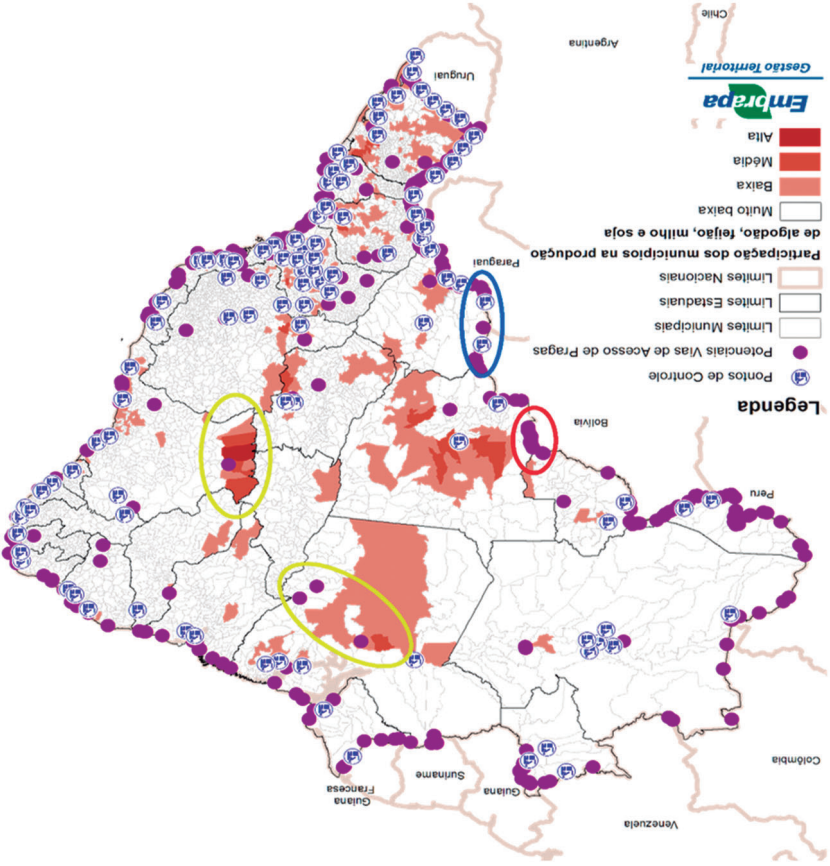 Venezuela
Colômbia
Guiana
Suriname
Guiana
Francesa
Peru
Bolívia
Paraguai
Argentina
Uruguai
Chile
Legenda
Pontos de Controle
Potenciais Vias de Acesso de Pragas
Limites Municipais
Limites Estaduais
Limites Nacionais
Participação dos municípios na produção
de algodão, feijão, milho e soja
Muito baixa
Baixa
Média
Alta
Embrapa
Gestão Territorial